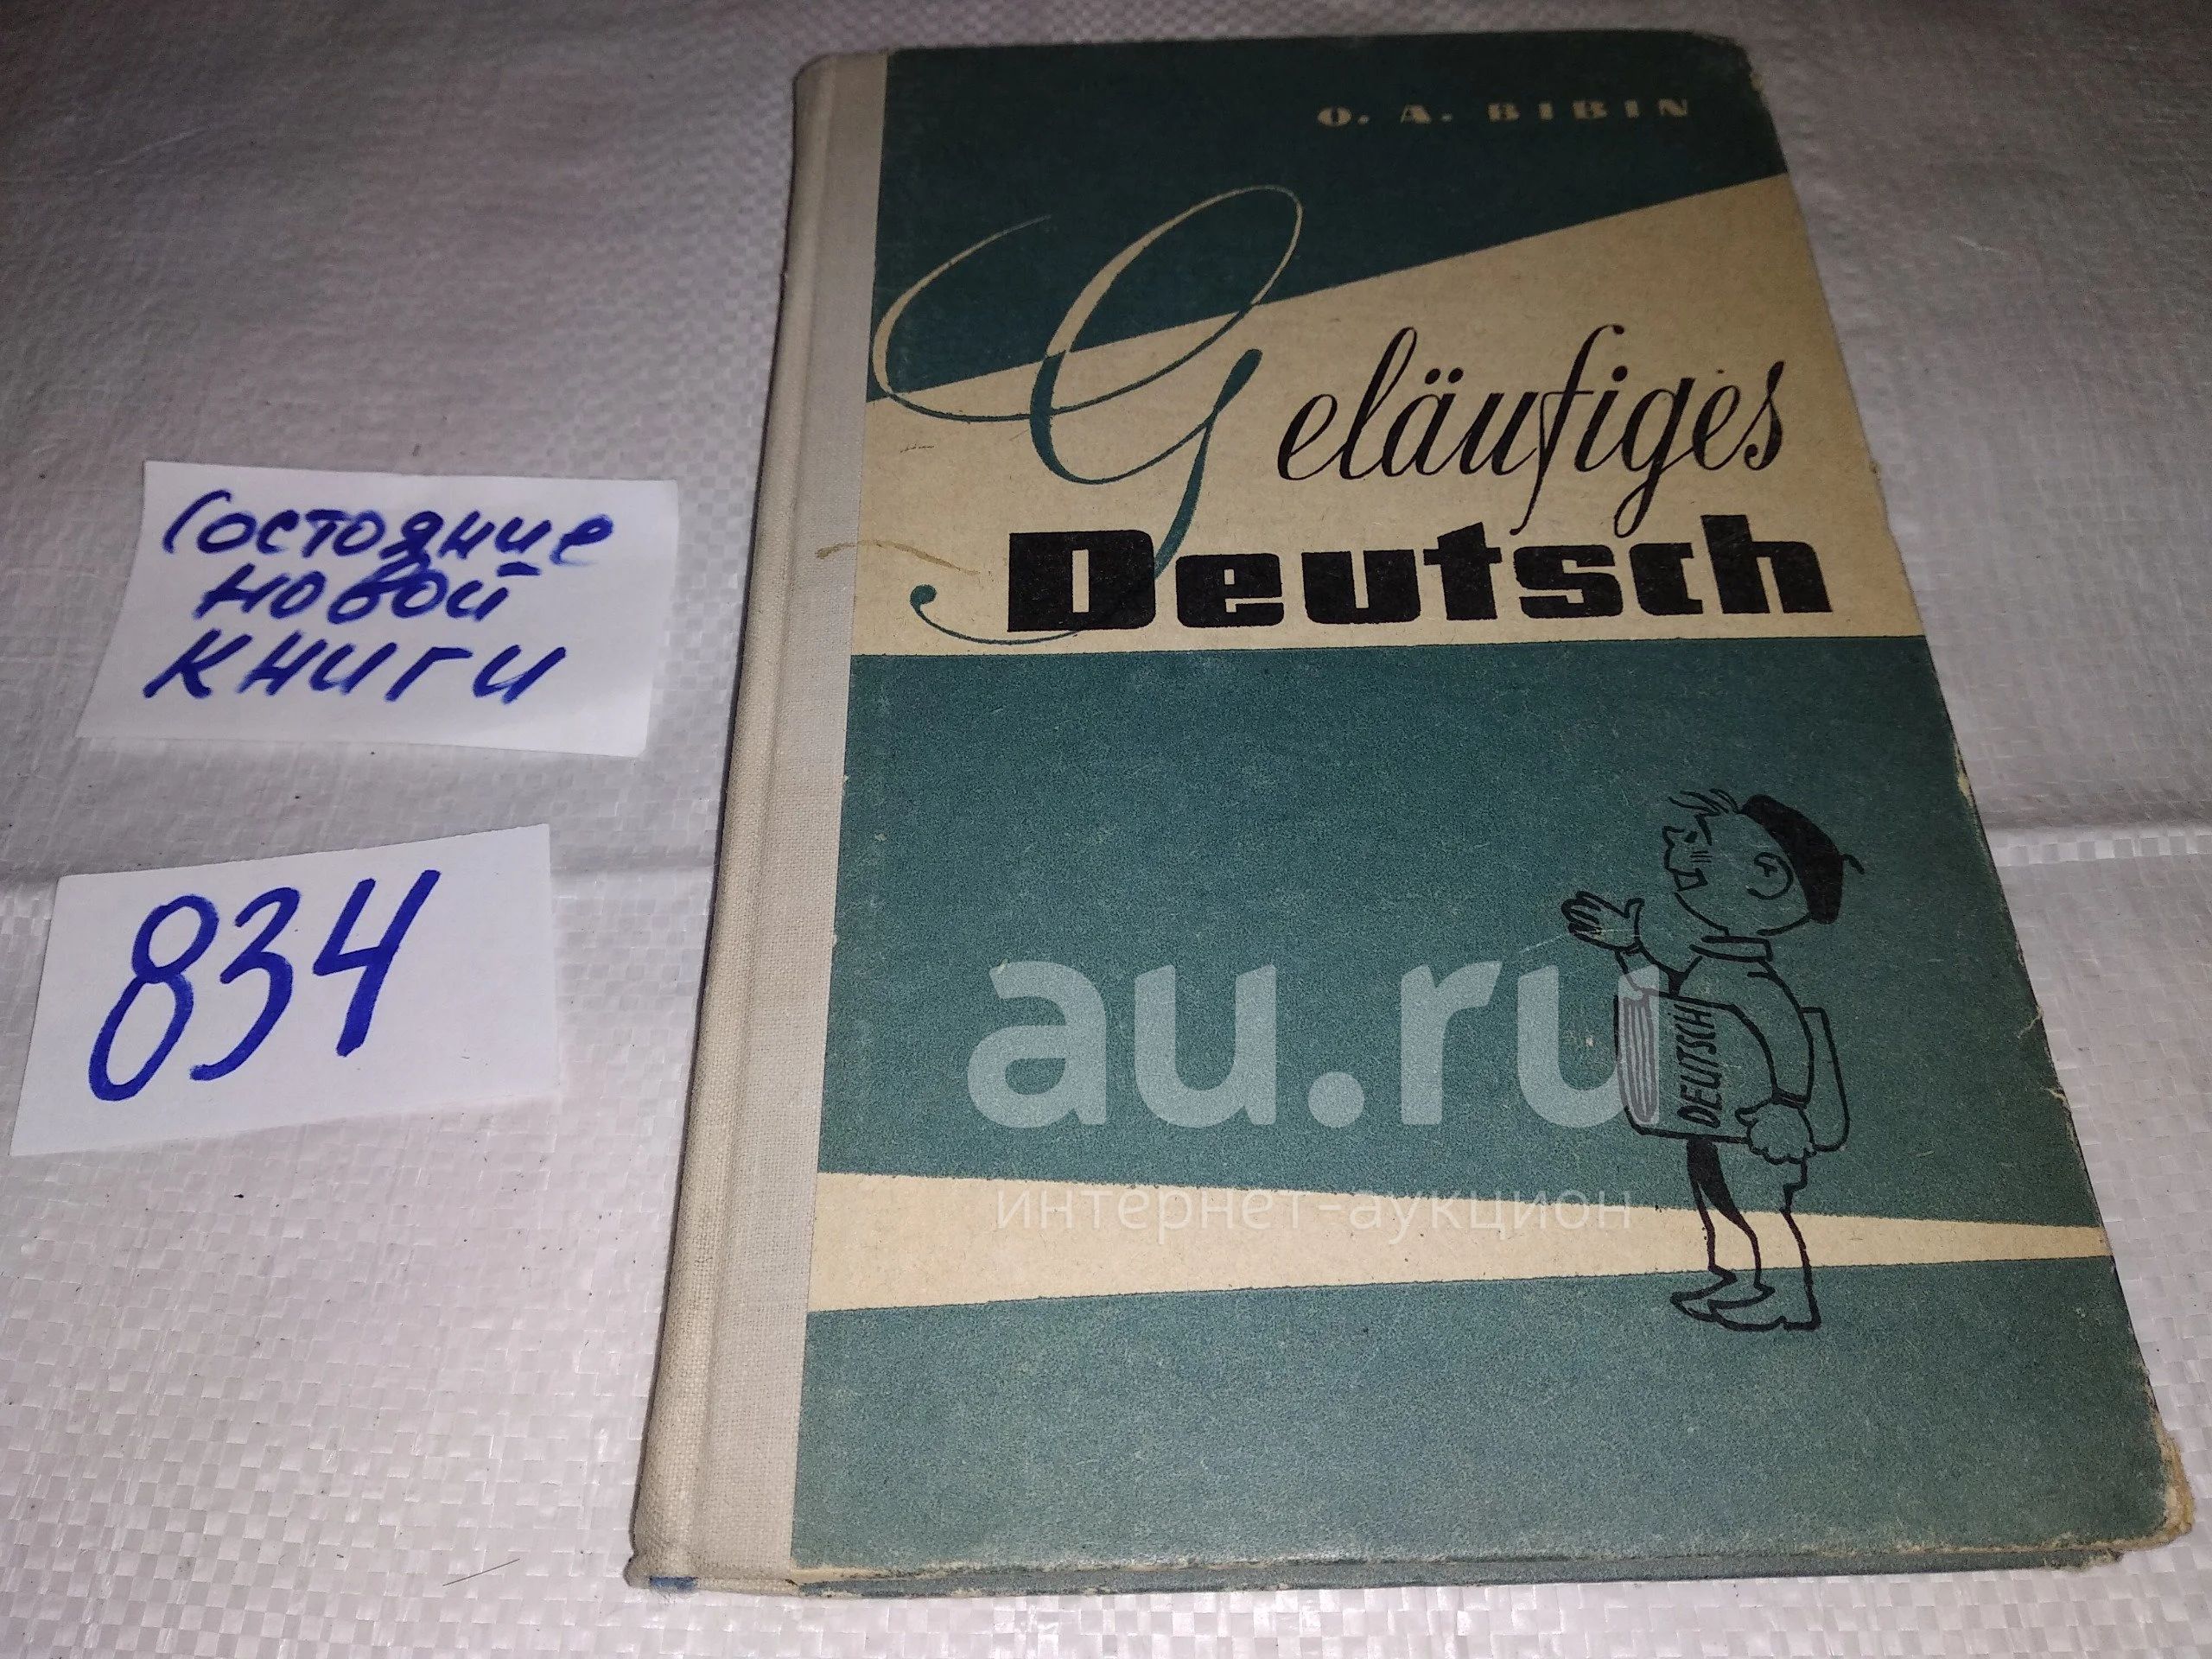 O. A. BIBIN
Geläufiges
Deutsch
Состояние
новой
книги
834
DEUTSCH
au.ru
интернет-аукцион